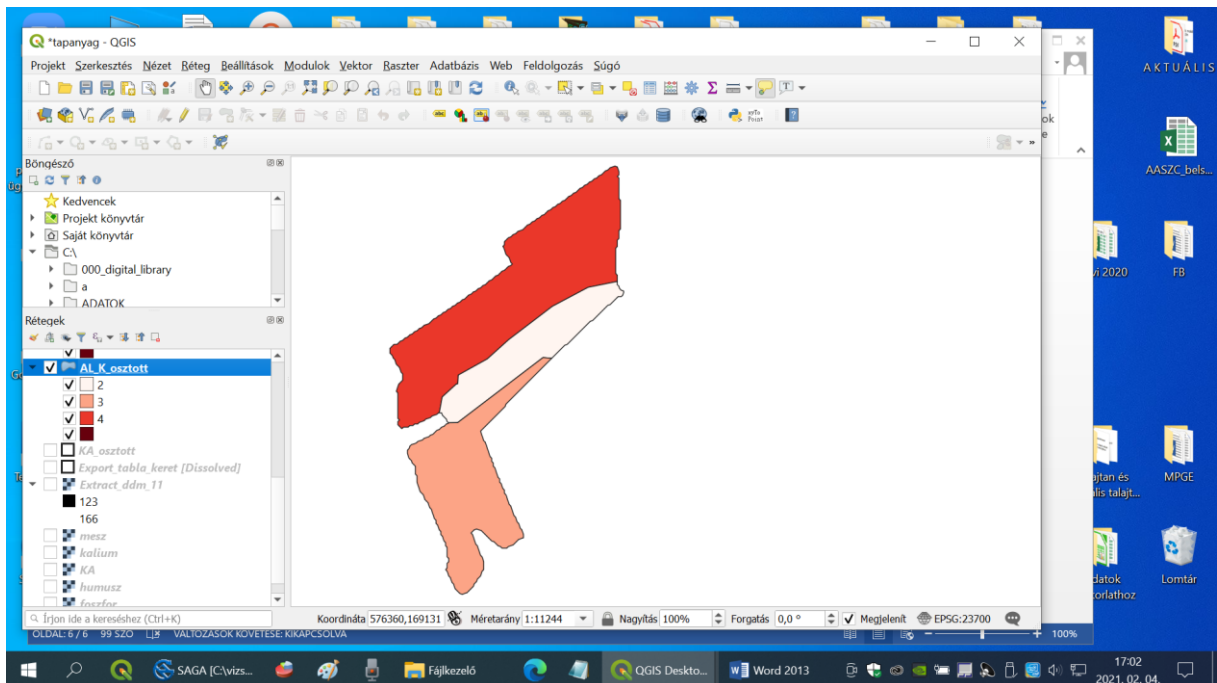 *tapanyag - QGIS
Projekt Szerkesztés Nézet Réteg Beállítások Modulok Vektor Raszter Adatbázis Web Feldolgozás Súgó
Böngésző
Kedvencek
Projekt könyvtár
Saját könyvtár
C:\
000_digital_library
a
ADATOK
Rétegek
AL_K_osztott
2
3
4
KA_osztott
Export_tabla_keret [Dissolved]
Extract_ddm_11
123
166
mesz
kalium
KA
humusz
foszfor
Írjon ide a kereséshez (Ctrl+K)
Koordináta 576360,169131 Méretarány 1:11244 Nagyítás 100% Forgatás 0,0 ° Megjelenít EPSG:23700
OLDAL: 6 / 6 99 SZÓ VÁLTOZÁSOK KÖVETÉSE: KIKAPCSOLVA
100%
AKTUÁLIS
AASZC_bels...
2020
FB
MPGE
Lomtár
SAGA [C:\vizs...
Fájlkezelő
QGIS Deskto...
Word 2013
17:02
2021. 02. 04.